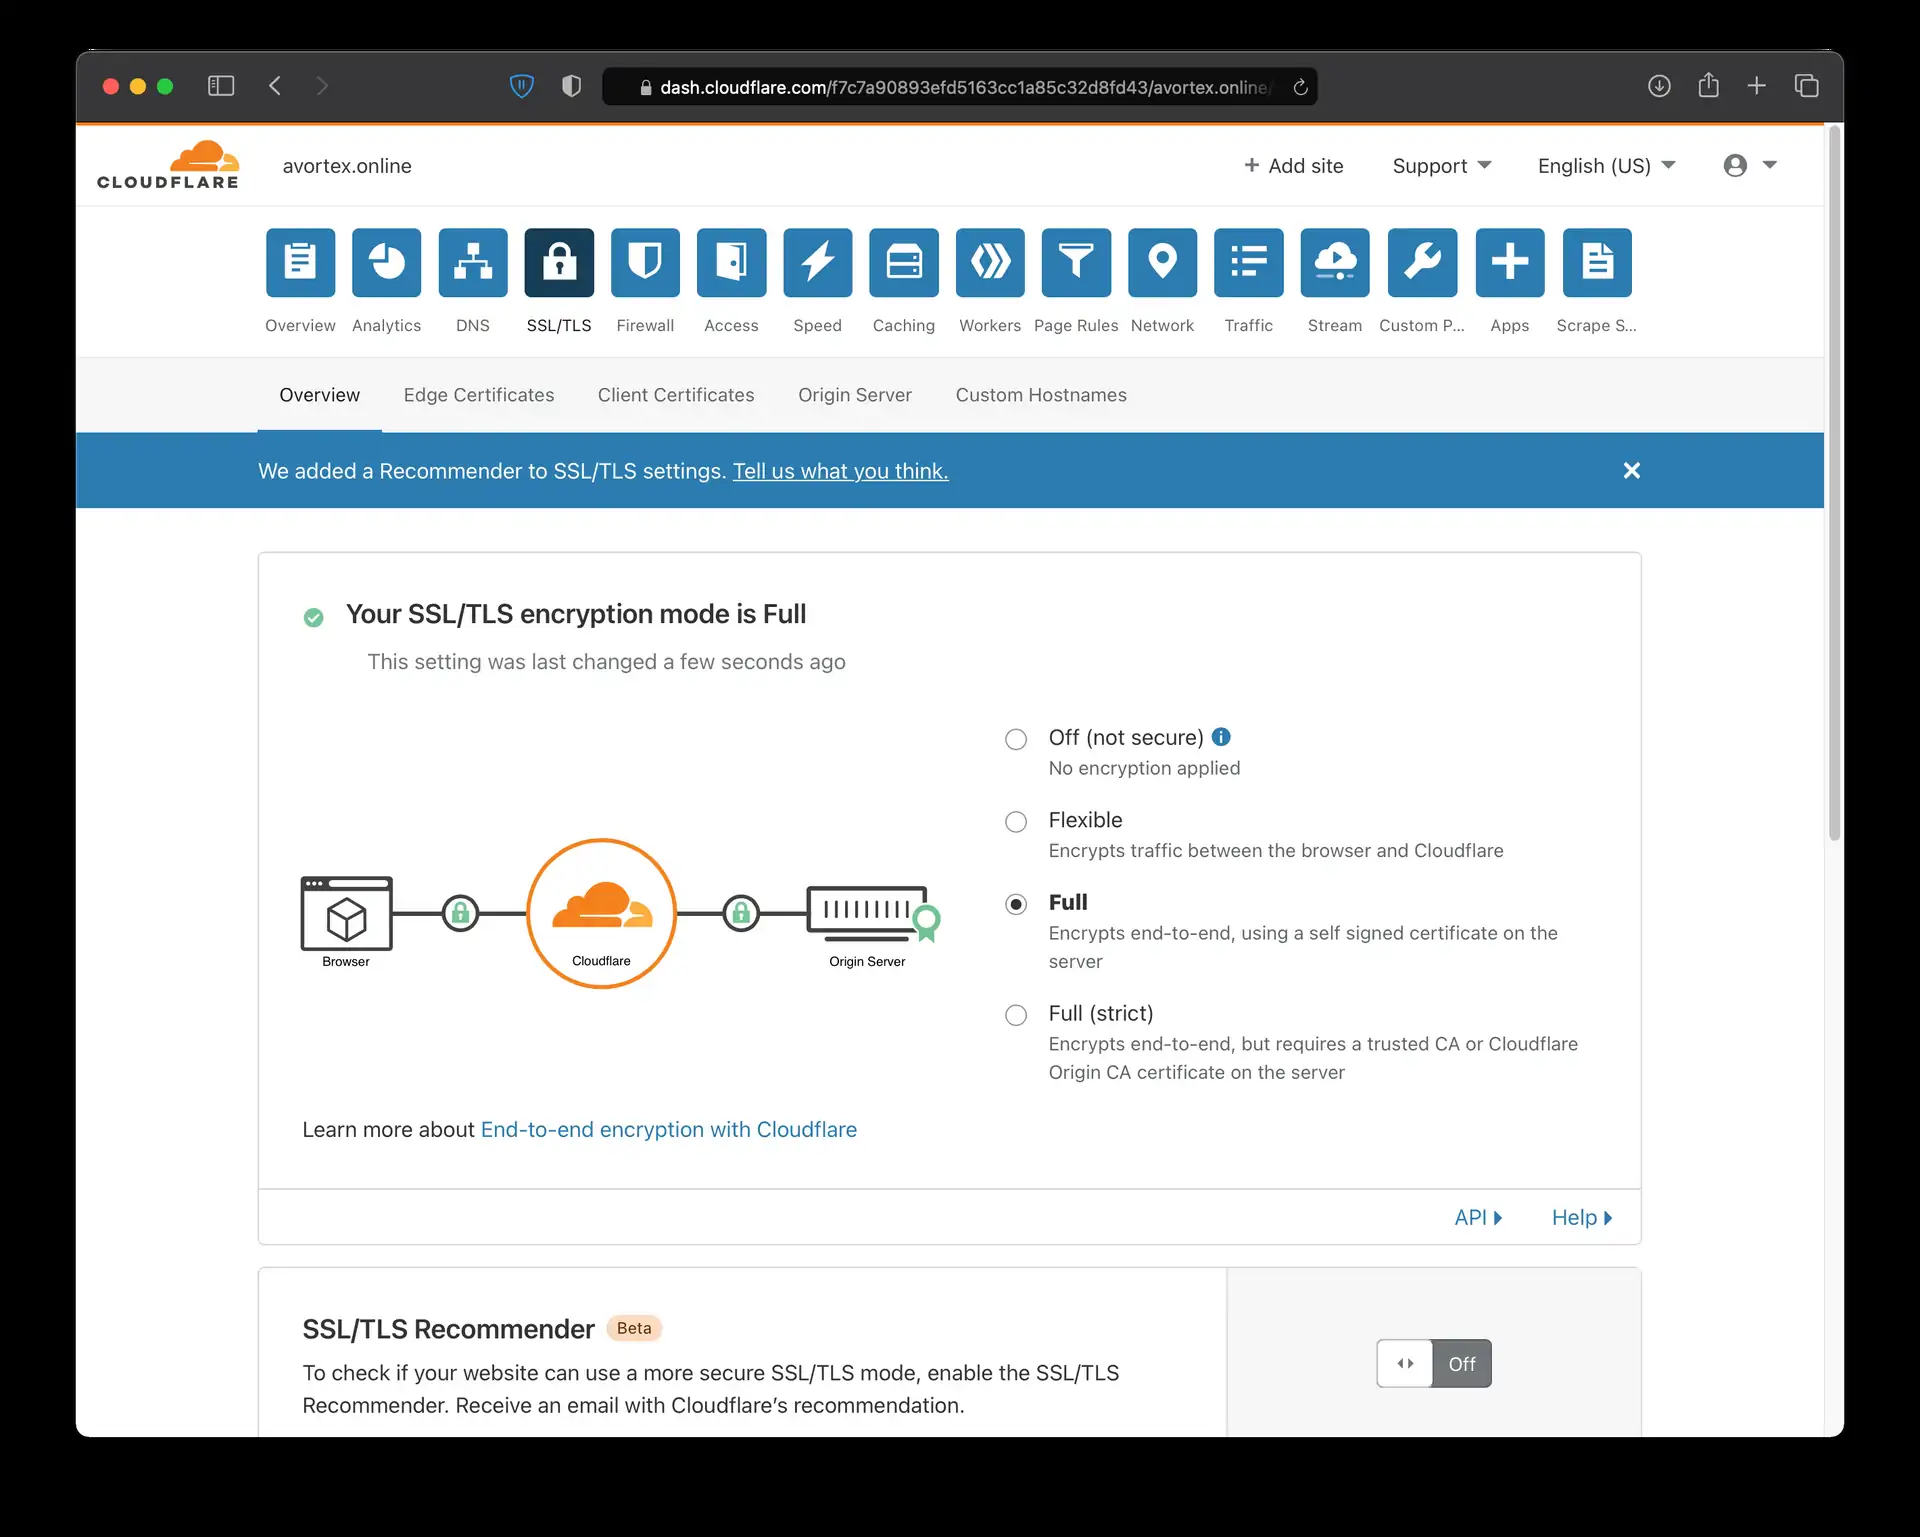 dash.cloudflare.com/f7c7a90893efd5163cc1a85c32d8fd43/avortex.online/
CLOUDFLARE
avortex.online
+ Add site
Support
English (US)
Overview
Analytics
DNS
SSL/TLS
Firewall
Access
Speed
Caching
Workers
Page Rules
Network
Traffic
Stream
Custom P...
Apps
Scrape S...
Overview
Edge Certificates
Client Certificates
Origin Server
Custom Hostnames
We added a Recommender to SSL/TLS settings. Tell us what you think.
Your SSL/TLS encryption mode is Full
This setting was last changed a few seconds ago
Browser
Cloudflare
Origin Server
Off (not secure)
No encryption applied
Flexible
Encrypts traffic between the browser and Cloudflare
Full
Encrypts end-to-end, using a self signed certificate on the
server
Full (strict)
Encrypts end-to-end, but requires a trusted CA or Cloudflare
Origin CA certificate on the server
Learn more about End-to-end encryption with Cloudflare
API
Help
SSL/TLS Recommender Beta
To check if your website can use a more secure SSL/TLS mode, enable the SSL/TLS
Recommender. Receive an email with Cloudflare’s recommendation.
Off